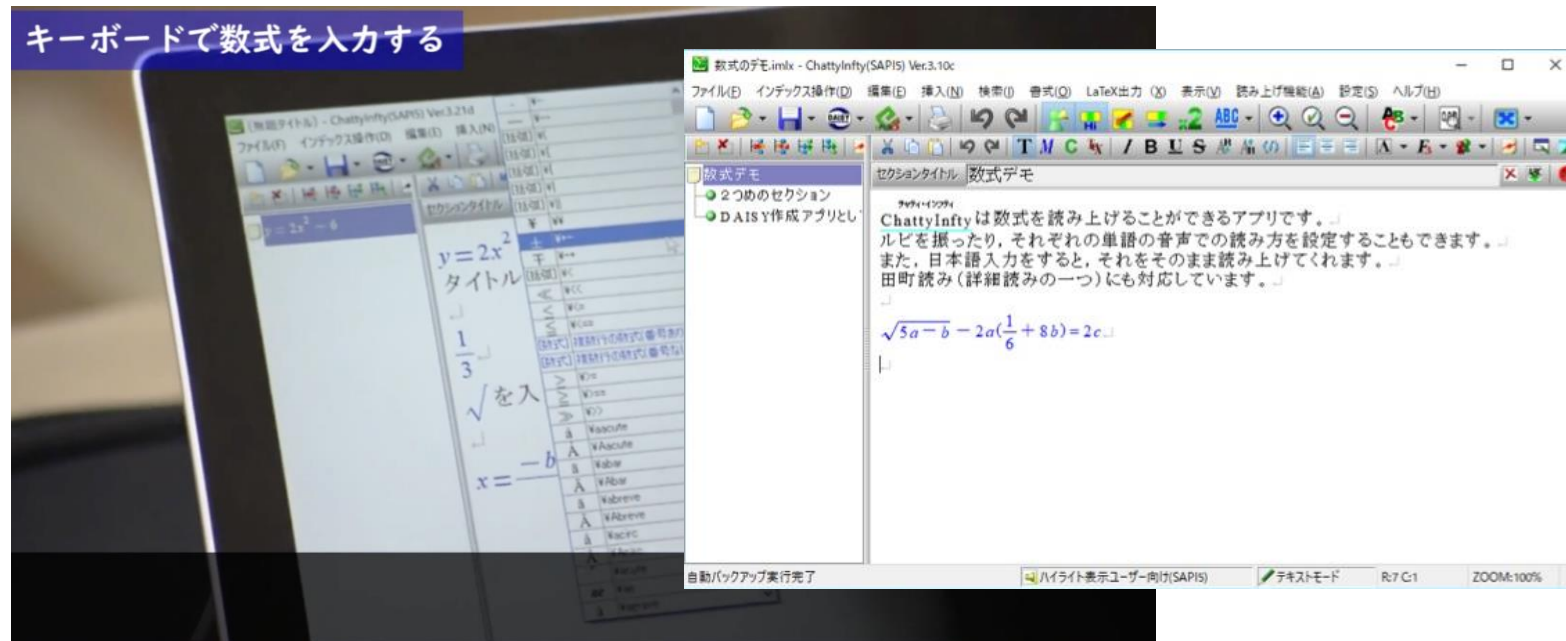 キーボードで数式を入力する
(無題タイトル) - ChattyInfty(SAPI5) Ver.3.21d
ファイル(F) インデックス操作(D) 編集(E) 挿入(N)
セクションタイトル
y = 2x² − 6
y = 2x²
タイトル
1/3
√を入
x = −b
[括弧] ¥<
¥<<
¥<=
¥<==
¥>=
¥>==
¥>>
á ¥aacute
Á ¥Aacute
¥abar
¥Abar
¥abreve
¥Abreve
¥acirc
数式のデモ.imlx - ChattyInfty(SAPI5) Ver.3.10c
ファイル(F) インデックス操作(D) 編集(E) 挿入(N) 検索(I) 書式(O) LaTeX出力(X) 表示(V) 読み上げ機能(A) 設定(S) ヘルプ(H)
数式デモ
2つめのセクション
DAISY作成アプリとし
セクションタイトル 数式デモ
チャティ・インフティ
ChattyInftyは数式を読み上げることができるアプリです。
ルビを振ったり，それぞれの単語の音声での読み方を設定することもできます。
また，日本語入力をすると，それをそのまま読み上げてくれます。
田町読み(詳細読みの一つ)にも対応しています。
√(5a − b) − 2a(1/6 + 8b) = 2c
自動バックアップ実行完了 ハイライト表示ユーザー向け(SAPI5) テキストモード R:7 C:1 ZOOM:100%